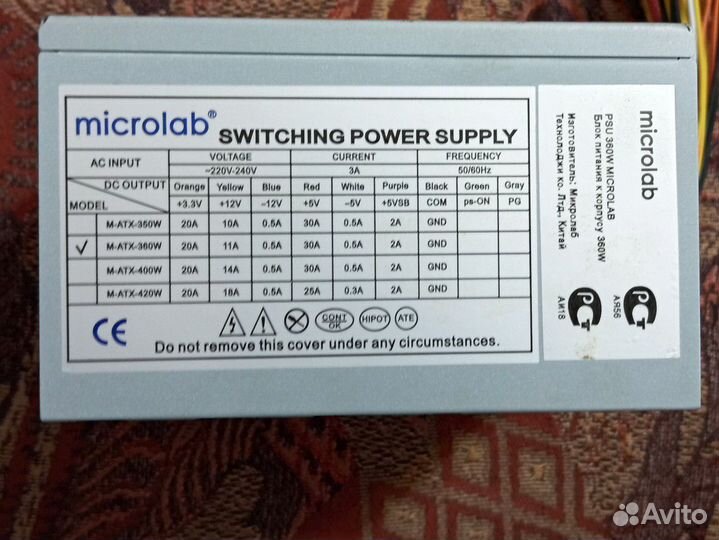 microlab®
SWITCHING POWER SUPPLY
AC INPUT VOLTAGE CURRENT FREQUENCY
~220V-240V 3A 50/60Hz
DC OUTPUT Orange Yellow Blue Red White Purple Black Green Gray
MODEL +3.3V +12V –12V +5V –5V +5VSB COM ps-ON PG
M-ATX-350W 20A 10A 0.5A 30A 0.5A 2A GND
✓ M-ATX-360W 20A 11A 0.5A 30A 0.5A 2A GND
M-ATX-400W 20A 14A 0.5A 30A 0.5A 2A GND
M-ATX-420W 20A 18A 0.5A 25A 0.3A 2A GND
CE
CONT OK
HIPOT
ATE
Do not remove this cover under any circumstances.
microlab
PSU 360W MICROLAB
Блок питания к корпусу 360W
Изготовитель: Микролаб
Технолоджи ко. Лтд., Китай
РСТ
АЯ56
РСТ
АИ18
Avito